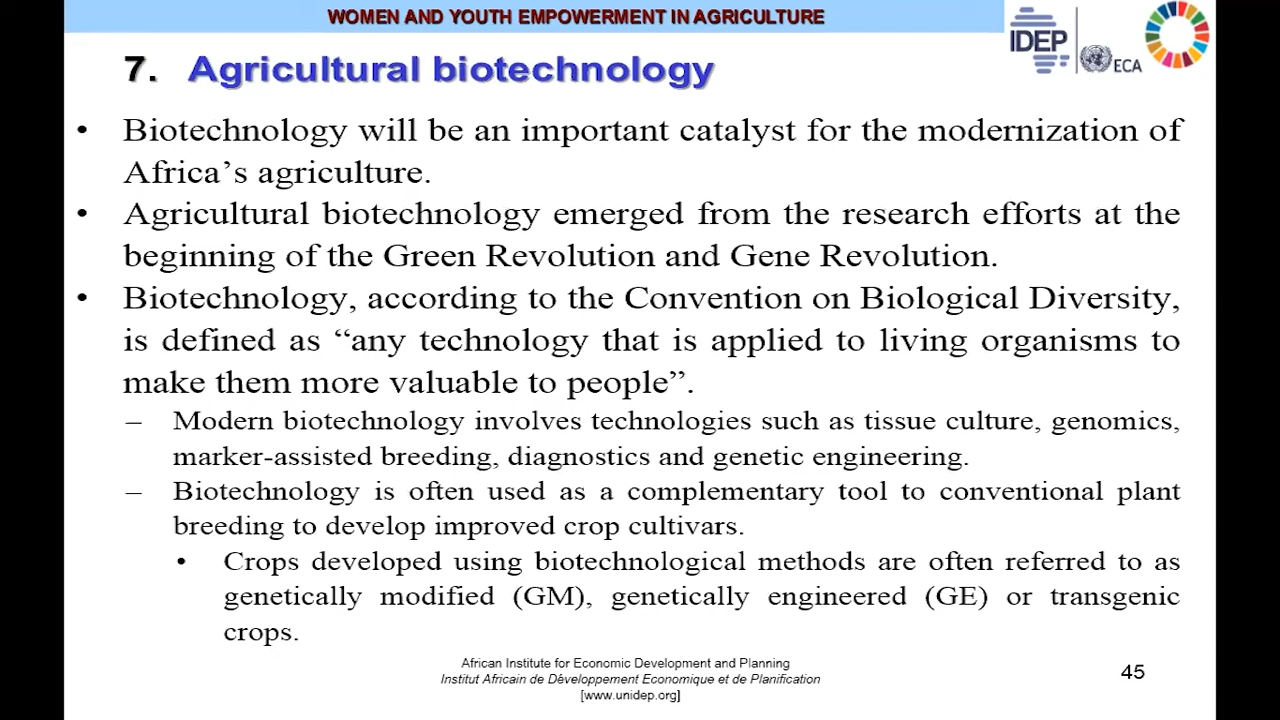 WOMEN AND YOUTH EMPOWERMENT IN AGRICULTURE
IDEP
ECA
7. Agricultural biotechnology
• Biotechnology will be an important catalyst for the modernization of
Africa’s agriculture.
• Agricultural biotechnology emerged from the research efforts at the
beginning of the Green Revolution and Gene Revolution.
• Biotechnology, according to the Convention on Biological Diversity,
is defined as “any technology that is applied to living organisms to
make them more valuable to people”.
– Modern biotechnology involves technologies such as tissue culture, genomics,
marker-assisted breeding, diagnostics and genetic engineering.
– Biotechnology is often used as a complementary tool to conventional plant
breeding to develop improved crop cultivars.
• Crops developed using biotechnological methods are often referred to as
genetically modified (GM), genetically engineered (GE) or transgenic
crops.
African Institute for Economic Development and Planning
Institut Africain de Développement Economique et de Planification
[www.unidep.org]
45